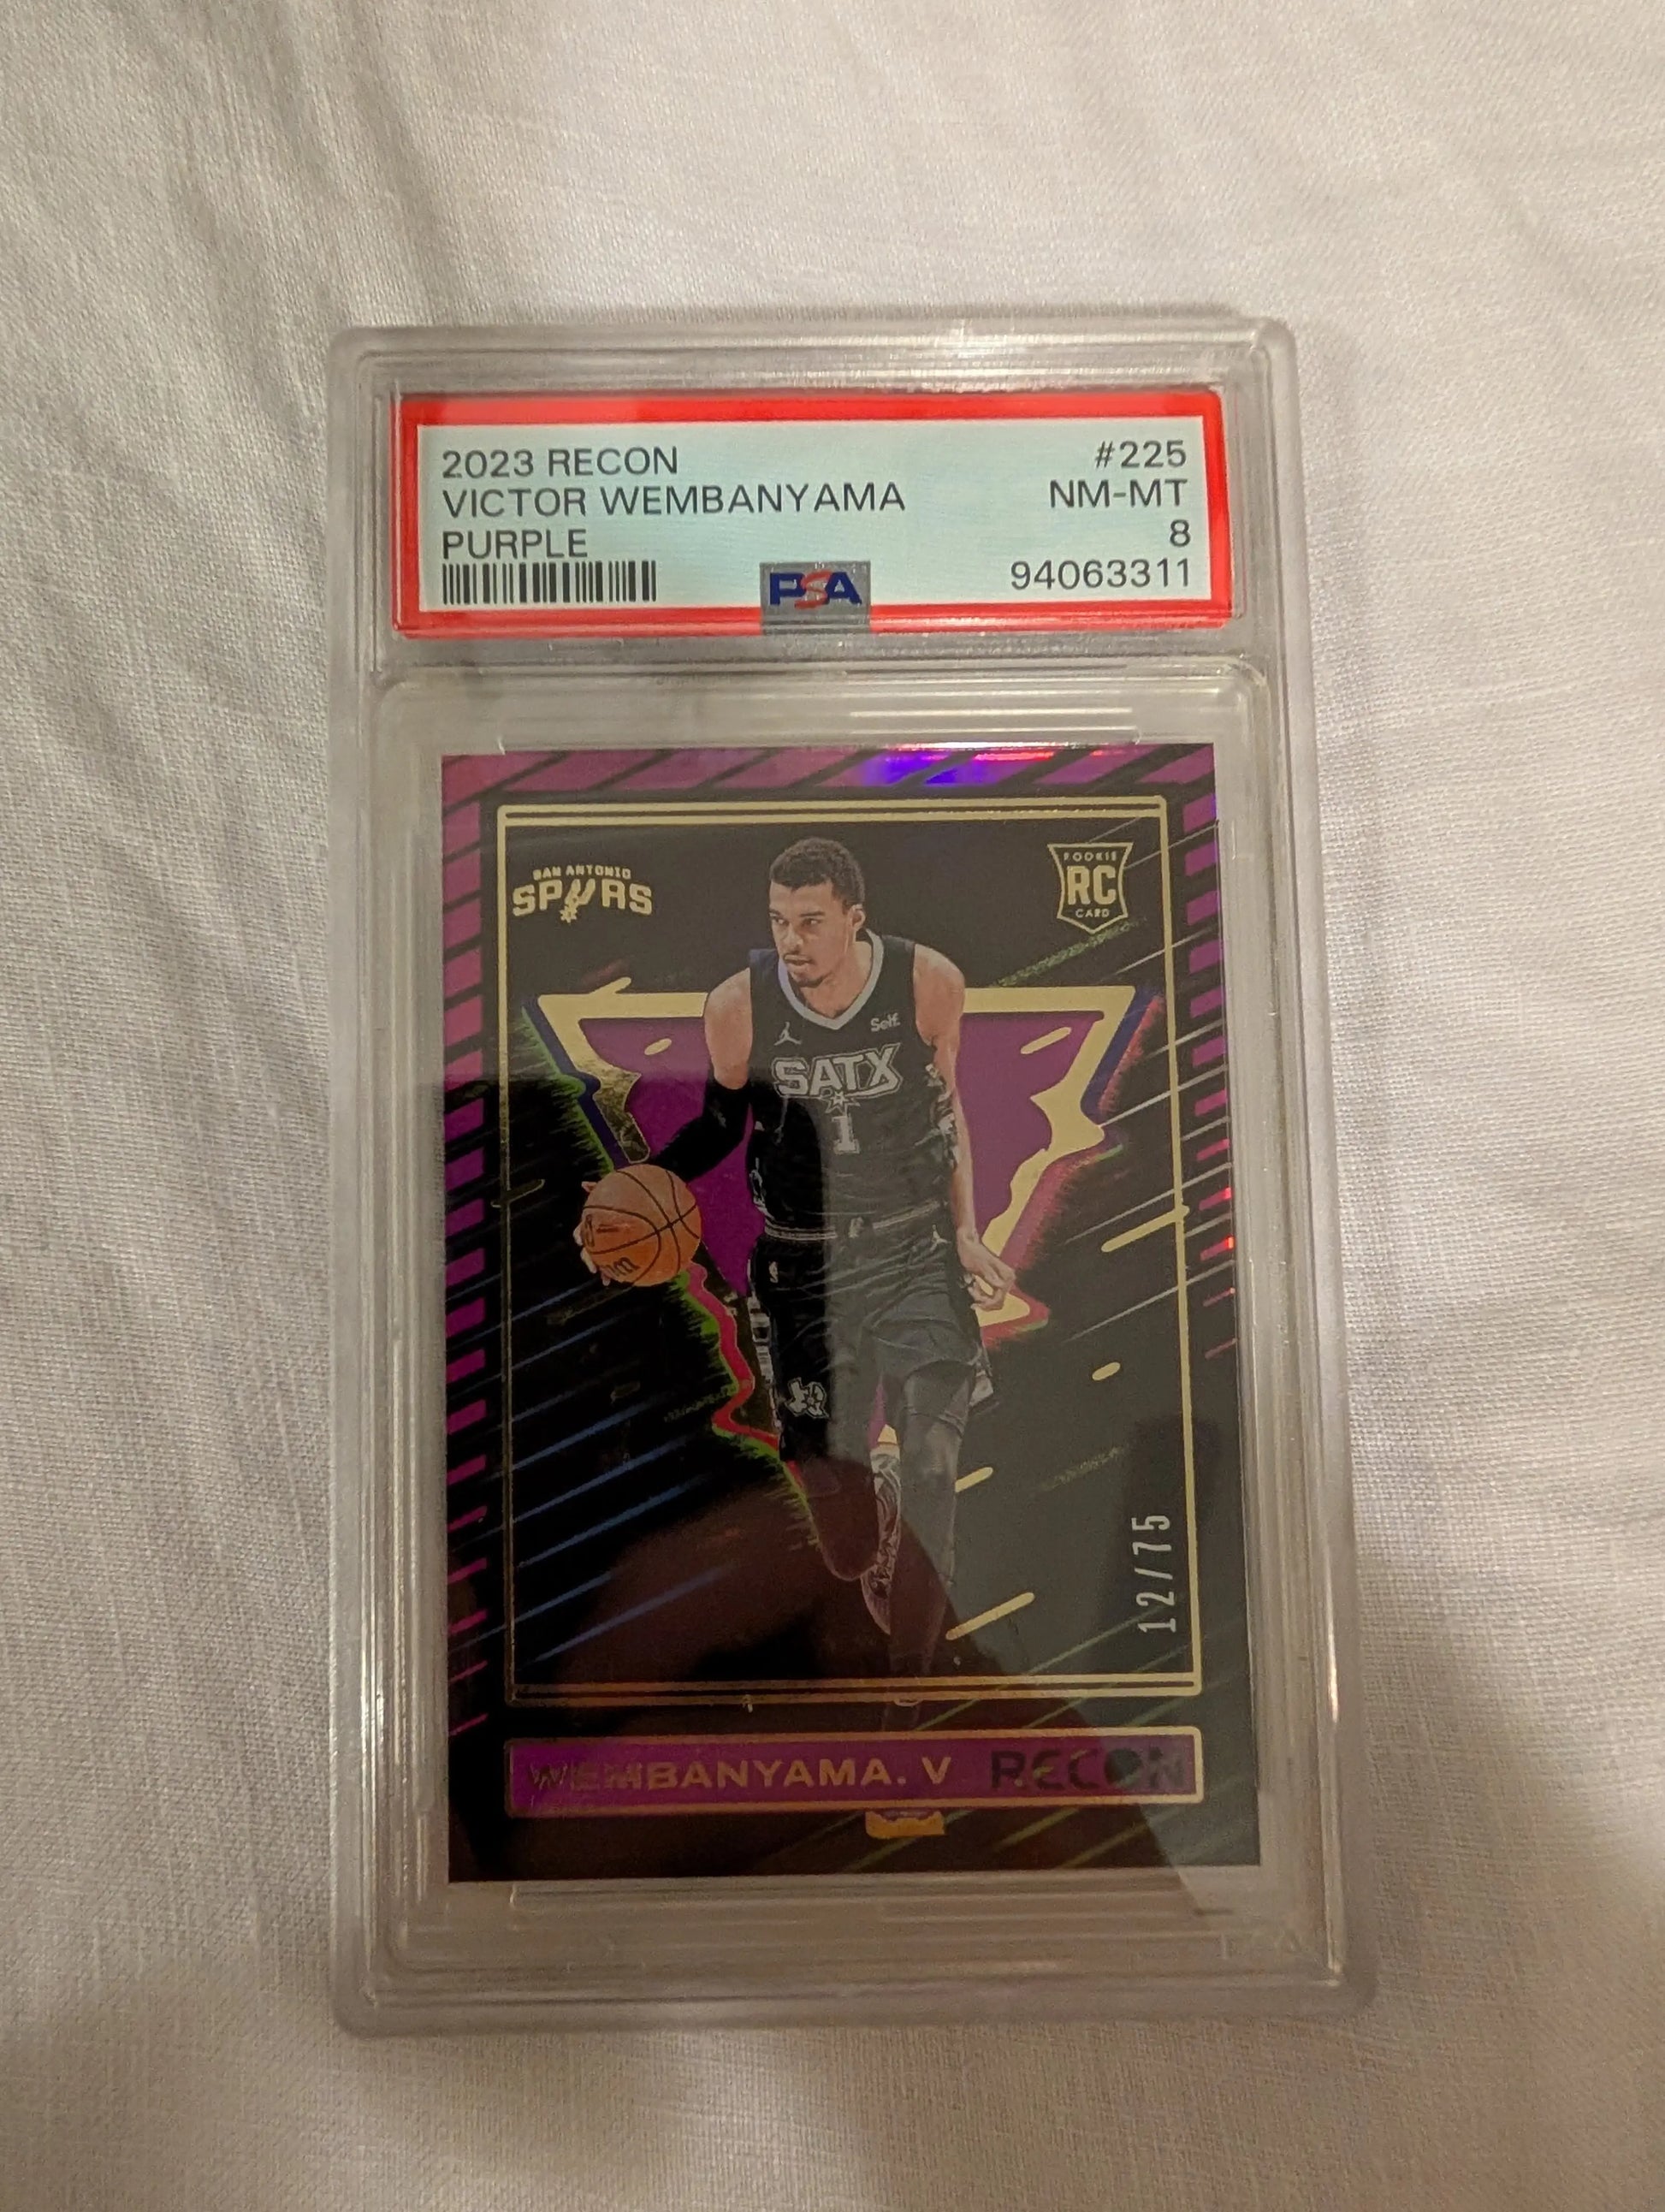 2023 RECON #225
VICTOR WEMBANYAMA NM-MT
PURPLE 8
PSA 94063311
SAN ANTONIO
SPURS
ROOKIE
RC
CARD
Self.
SATX
1
12/75
WEMBANYAMA. V RECON
PSA